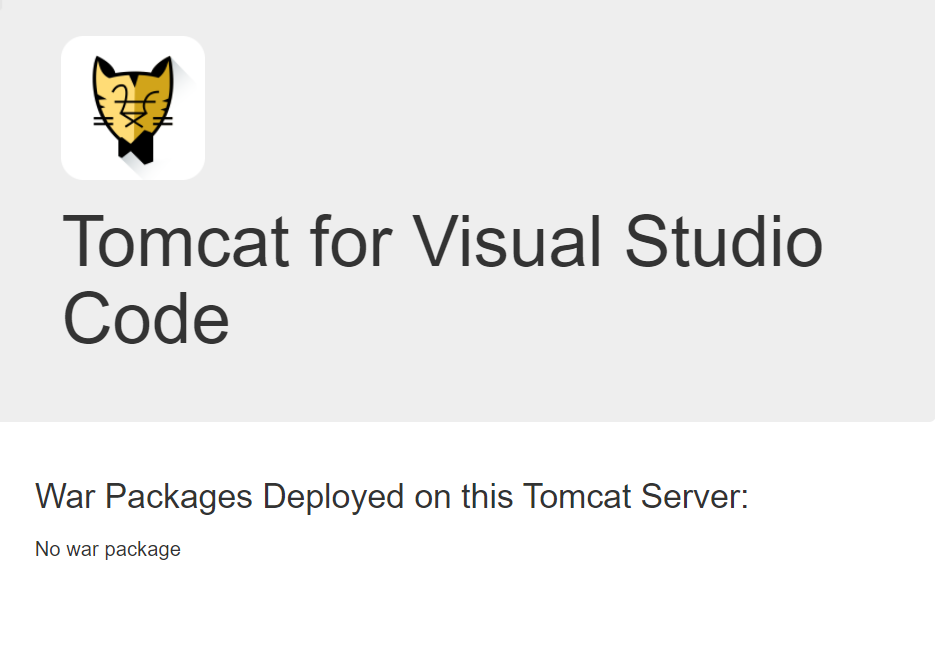 Tomcat for Visual Studio
Code
War Packages Deployed on this Tomcat Server:
No war package